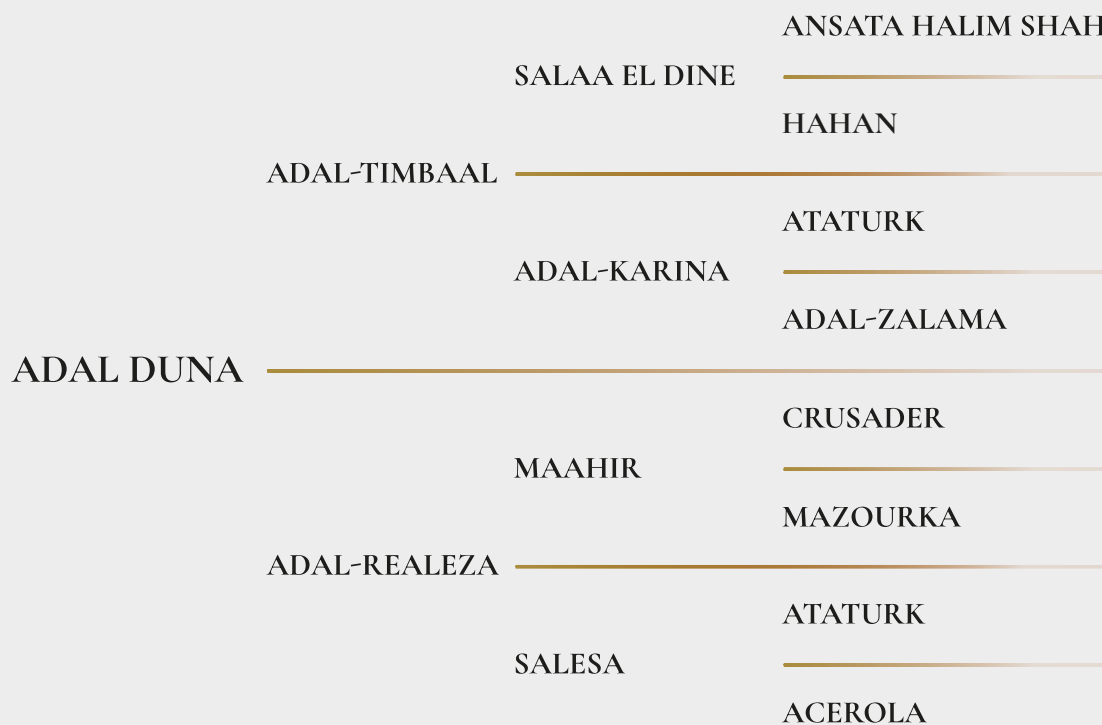 ANSATA HALIM SHAH
SALAA EL DINE
HAHAN
ADAL-TIMBAAL
ATATURK
ADAL-KARINA
ADAL-ZALAMA
ADAL DUNA
CRUSADER
MAAHIR
MAZOURKA
ADAL-REALEZA
ATATURK
SALESA
ACEROLA